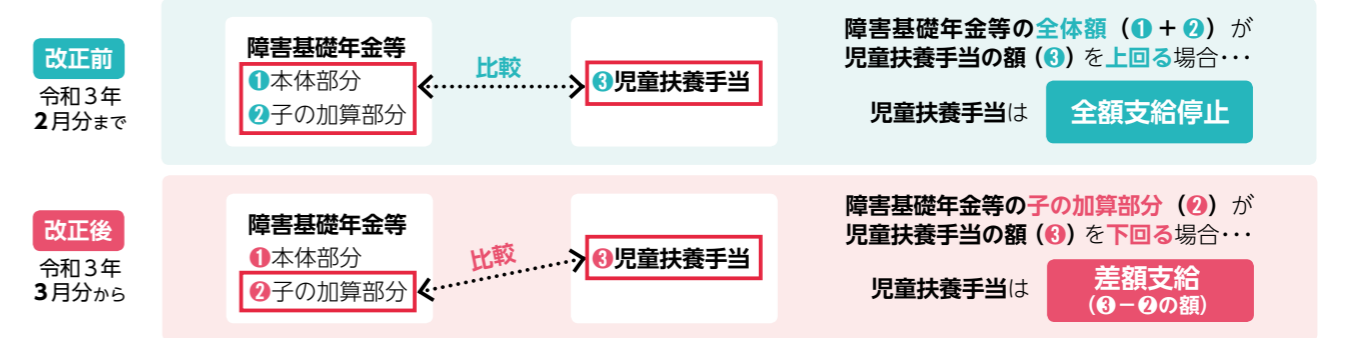 改正前
令和3年
2月分まで
障害基礎年金等
❶本体部分
❷子の加算部分
比較
❸児童扶養手当
障害基礎年金等の全体額(❶+❷)が
児童扶養手当の額(❸)を上回る場合･･･
児童扶養手当は 全額支給停止
改正後
令和3年
3月分から
障害基礎年金等
❶本体部分
❷子の加算部分
比較
❸児童扶養手当
障害基礎年金等の子の加算部分(❷)が
児童扶養手当の額(❸)を下回る場合･･･
児童扶養手当は 差額支給
(❸−❷の額)